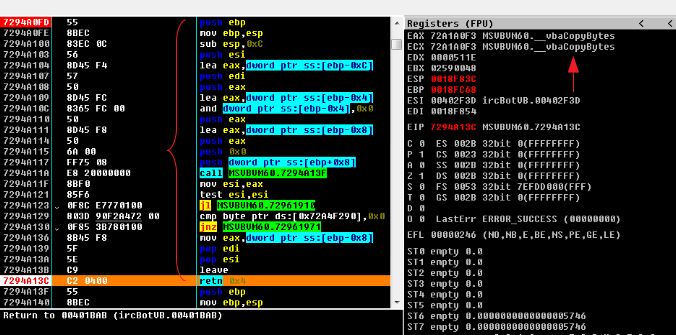 7294A0FD 55 push ebp
7294A0FE 8BEC mov ebp,esp
7294A100 83EC 0C sub esp,0xC
7294A103 56 push esi
7294A104 8D45 F4 lea eax,dword ptr ss:[ebp-0xC]
7294A107 57 push edi
7294A108 50 push eax
7294A109 8D45 FC lea eax,dword ptr ss:[ebp-0x4]
7294A10C 8365 FC 00 and dword ptr ss:[ebp-0x4],0x0
7294A110 50 push eax
7294A111 8D45 F8 lea eax,dword ptr ss:[ebp-0x8]
7294A114 50 push eax
7294A115 6A 00 push 0x0
7294A117 FF75 08 push dword ptr ss:[ebp+0x8]
7294A11A E8 20000000 call MSVBVM60.7294A13F
7294A11F 8BF0 mov esi,eax
7294A121 85F6 test esi,esi
7294A123 0F8C E7770100 jl MSVBVM60.72961910
7294A129 803D 90F2A472 00 cmp byte ptr ds:[0x72A4F290],0x0
7294A130 0F85 3B780100 jnz MSVBVM60.72961971
7294A136 8B45 F8 mov eax,dword ptr ss:[ebp-0x8]
7294A139 5F pop edi
7294A13A 5E pop esi
7294A13B C9 leave
7294A13C C2 0400 retn 0x4
7294A13F 55 push ebp
7294A140 8BEC mov ebp,esp
Return to 00401BAB (ircBotVB.00401BAB)
Registers (FPU) < <
EAX 72A1A0F3 MSVBVM60.__vbaCopyBytes
ECX 72A1A0F3 MSVBVM60.__vbaCopyBytes
EDX 0000511E
EBX 02590048
ESP 0018F83C
EBP 0018FC68
ESI 00402F3D ircBotVB.00402F3D
EDI 0018F854
EIP 7294A13C MSVBVM60.7294A13C
C 0 ES 002B 32bit 0(FFFFFFFF)
P 1 CS 0023 32bit 0(FFFFFFFF)
A 0 SS 002B 32bit 0(FFFFFFFF)
Z 1 DS 002B 32bit 0(FFFFFFFF)
S 0 FS 0053 32bit 7EFDD000(FFF)
T 0 GS 002B 32bit 0(FFFFFFFF)
D 0
O 0 LastErr ERROR_SUCCESS (00000000)
EFL 00000246 (NO,NB,E,BE,NS,PE,GE,LE)
ST0 empty 0.0
ST1 empty 0.0
ST2 empty 0.0
ST3 empty 0.0
ST4 empty 0.0
ST5 empty 0.0
ST6 empty 0.0000000000000005746
ST7 empty 0.0000000000000005746